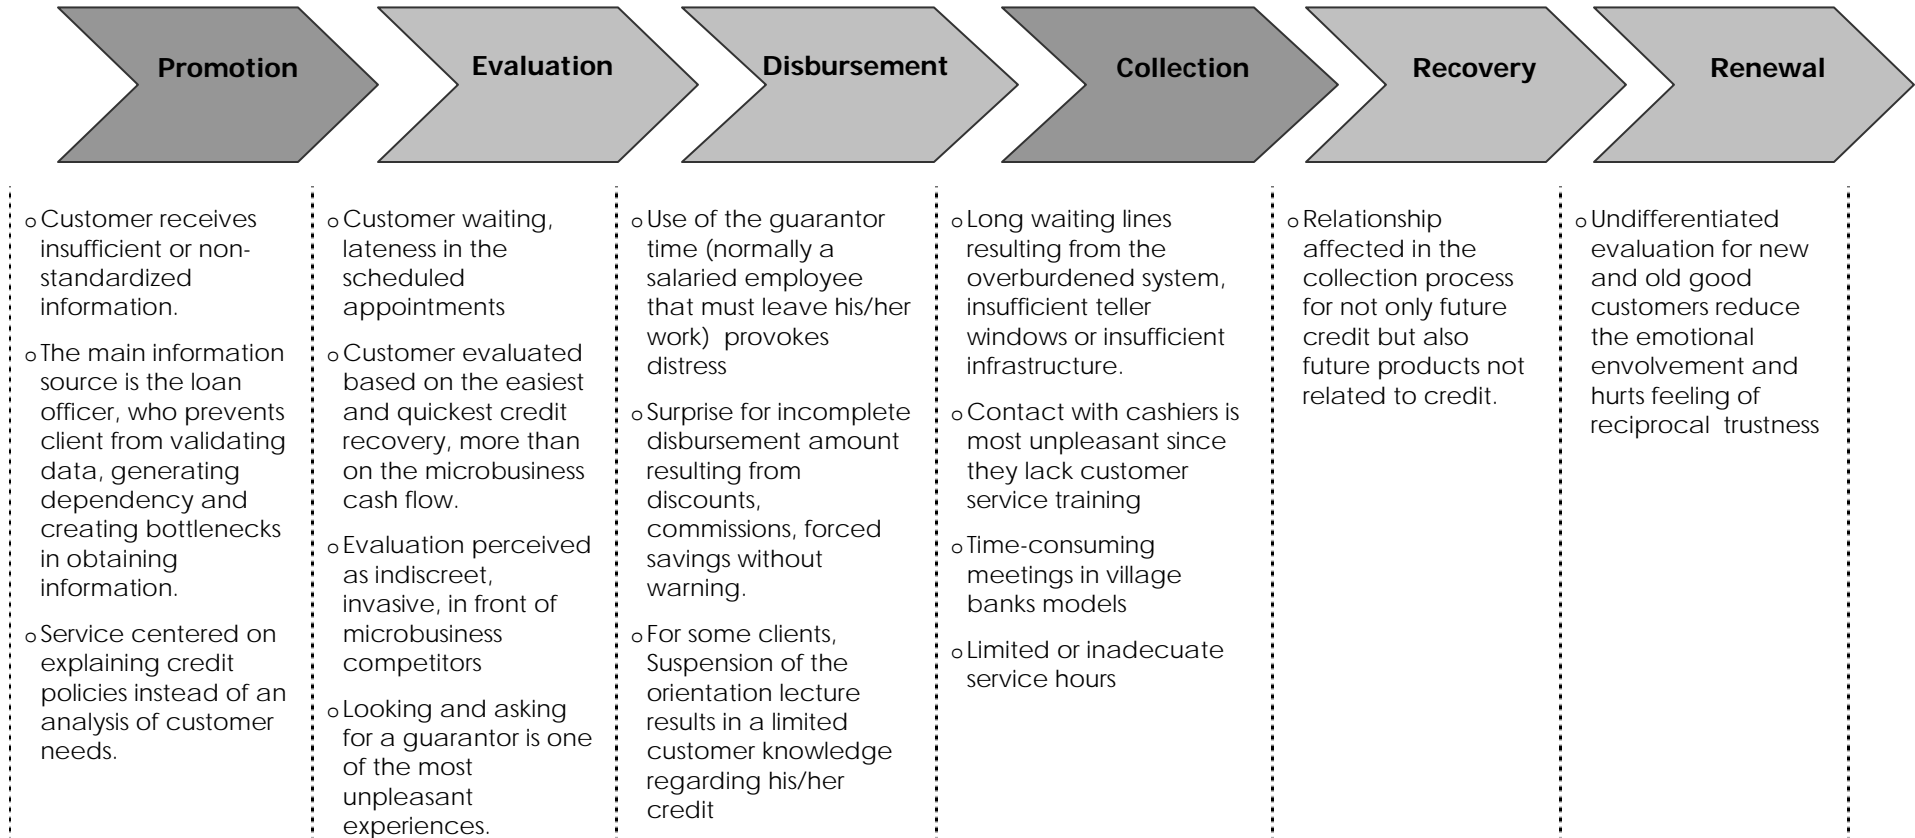 Promotion
Evaluation
Disbursement
Collection
Recovery
Renewal
o Customer receives
insufficient or non-
standardized
information.
o The main information
source is the loan
officer, who prevents
client from validating
data, generating
dependency and
creating bottlenecks
in obtaining
information.
o Service centered on
explaining credit
policies instead of an
analysis of customer
needs.
o Customer waiting,
lateness in the
scheduled
appointments
o Customer evaluated
based on the easiest
and quickest credit
recovery, more than
on the microbusiness
cash flow.
o Evaluation perceived
as indiscreet,
invasive, in front of
microbusiness
competitors
o Looking and asking
for a guarantor is one
of the most
unpleasant
experiences.
o Use of the guarantor
time (normally a
salaried employee
that must leave his/her
work) provokes
distress
o Surprise for incomplete
disbursement amount
resulting from
discounts,
commissions, forced
savings without
warning.
o For some clients,
Suspension of the
orientation lecture
results in a limited
customer knowledge
regarding his/her
credit
o Long waiting lines
resulting from the
overburdened system,
insufficient teller
windows or insufficient
infrastructure.
o Contact with cashiers is
most unpleasant since
they lack customer
service training
o Time-consuming
meetings in village
banks models
o Limited or inadecuate
service hours
o Relationship
affected in the
collection process
for not only future
credit but also
future products not
related to credit.
o Undifferentiated
evaluation for new
and old good
customers reduce
the emotional
envolvement and
hurts feeling of
reciprocal trustness